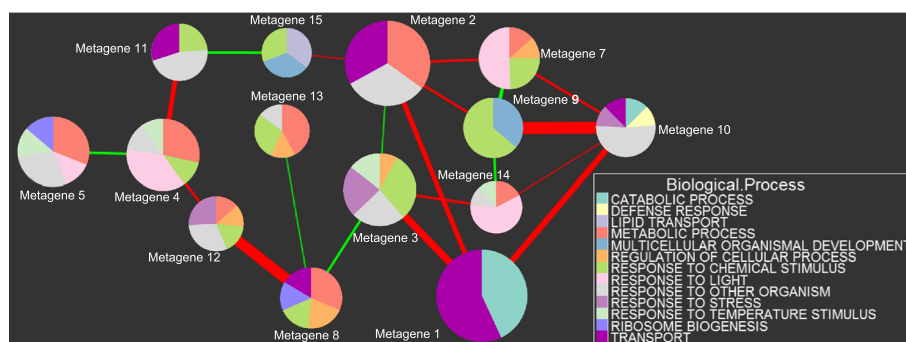 Metagene 15
Metagene 2
Metagene 11
Metagene 7
Metagene 13
Metagene 9
Metagene 10
Metagene 14
Metagene 5
Metagene 4
Metagene 3
Metagene 12
Metagene 8
Metagene 1
Biological.Process
CATABOLIC PROCESS
DEFENSE RESPONSE
LIPID TRANSPORT
METABOLIC PROCESS
MULTICELLULAR ORGANISMAL DEVELOPMENT
REGULATION OF CELLULAR PROCESS
RESPONSE TO CHEMICAL STIMULUS
RESPONSE TO LIGHT
RESPONSE TO OTHER ORGANISM
RESPONSE TO STRESS
RESPONSE TO TEMPERATURE STIMULUS
RIBOSOME BIOGENESIS
TRANSPORT